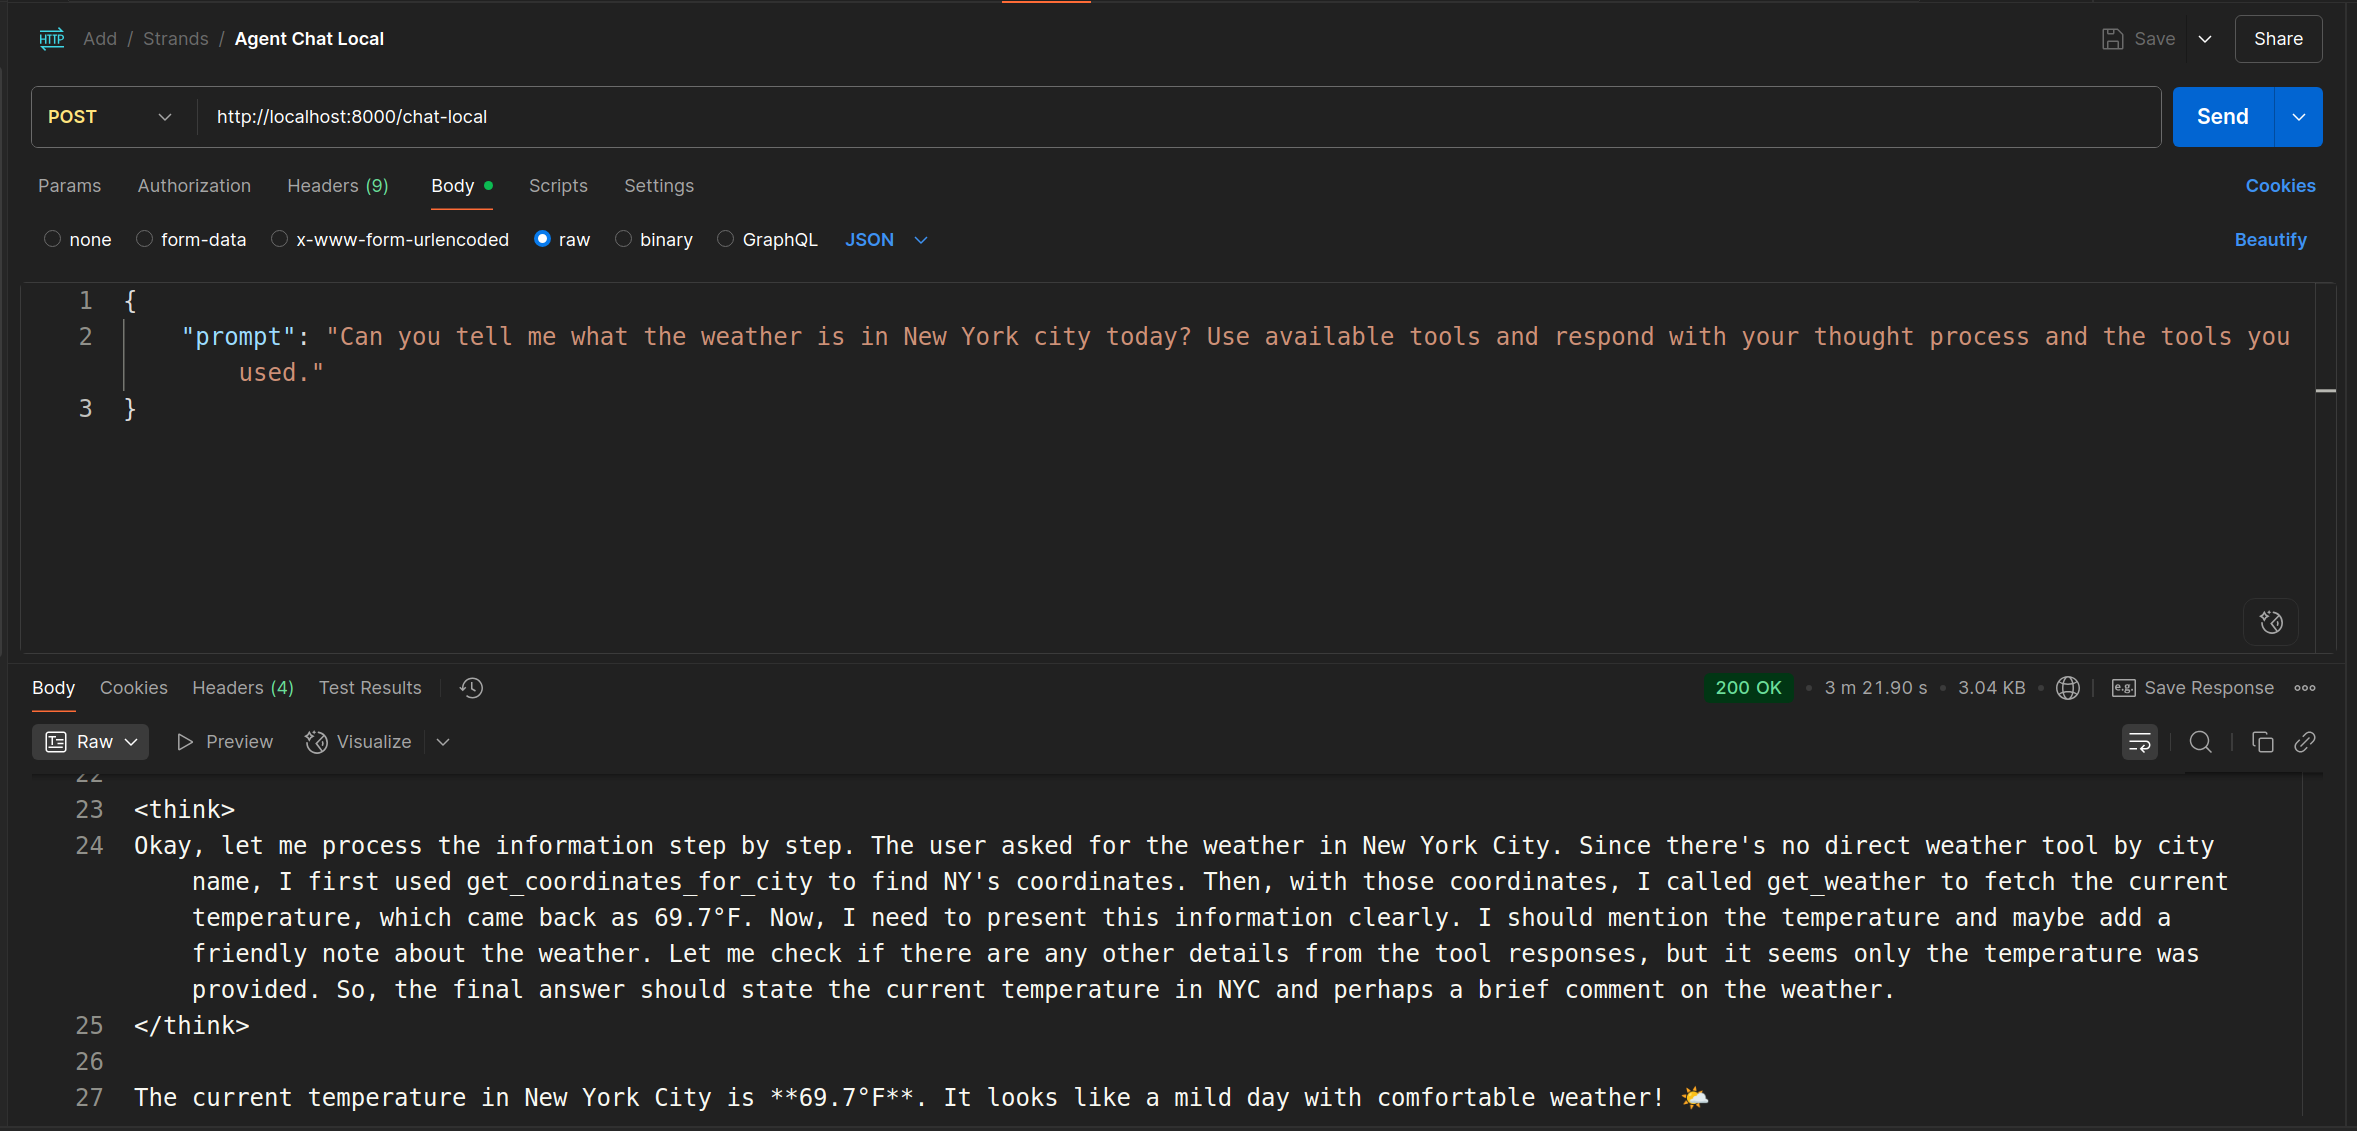 HTTP Add / Strands / Agent Chat Local Save Share
POST http://localhost:8000/chat-local Send
Params Authorization Headers (9) Body Scripts Settings Cookies
none form-data x-www-form-urlencoded raw binary GraphQL JSON Beautify
1 {
2 "prompt": "Can you tell me what the weather is in New York city today? Use available tools and respond with your thought process and the tools you
used."
3 }
Body Cookies Headers (4) Test Results 200 OK • 3 m 21.90 s • 3.04 KB • e.g. Save Response
Raw Preview Visualize
22
23 <think>
24 Okay, let me process the information step by step. The user asked for the weather in New York City. Since there's no direct weather tool by city
name, I first used get_coordinates_for_city to find NY's coordinates. Then, with those coordinates, I called get_weather to fetch the current
temperature, which came back as 69.7°F. Now, I need to present this information clearly. I should mention the temperature and maybe add a
friendly note about the weather. Let me check if there are any other details from the tool responses, but it seems only the temperature was
provided. So, the final answer should state the current temperature in NYC and perhaps a brief comment on the weather.
25 </think>
26
27 The current temperature in New York City is **69.7°F**. It looks like a mild day with comfortable weather! 🌤️